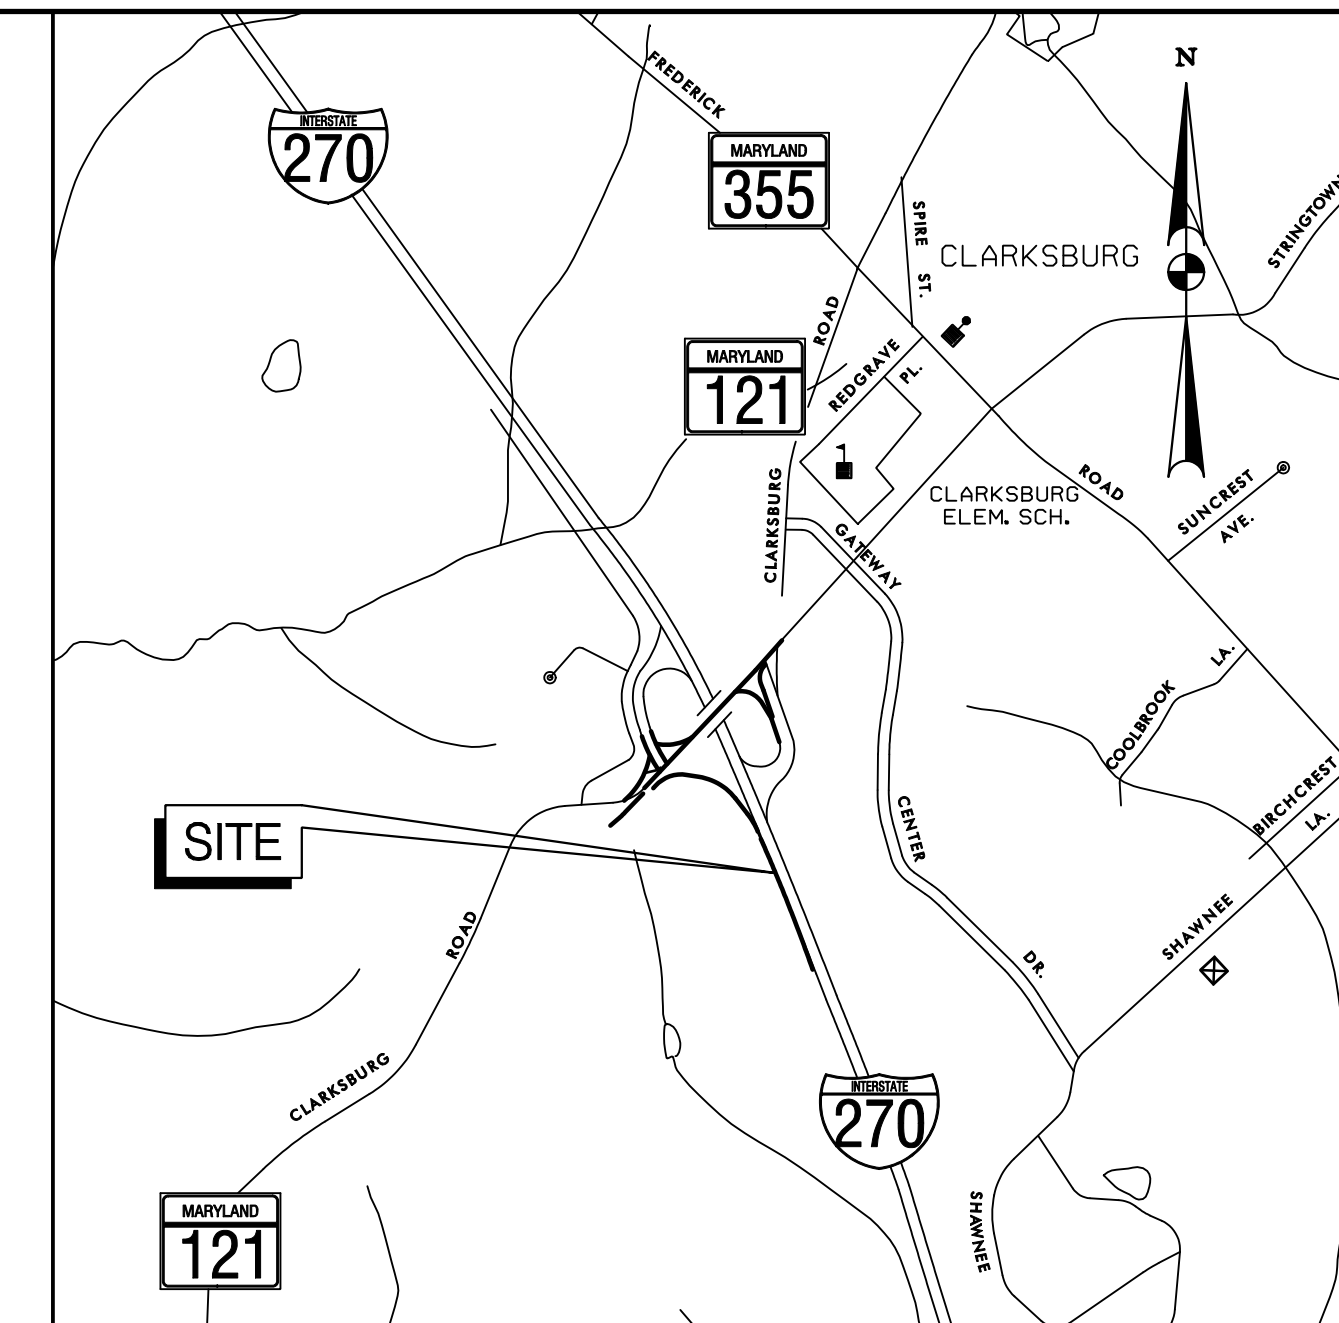 N
FREDERICK
INTERSTATE
270
MARYLAND
355
SPIRE ST.
CLARKSBURG
STRINGTOWN
ROAD
MARYLAND
121
REDGRAVE
PL.
CLARKSBURG
CLARKSBURG
ELEM. SCH.
ROAD
SUNCREST
AVE.
GATEWAY
LA.
COOLBROOK
BIRCHCREST
LA.
CENTER
SITE
ROAD
SHAWNEE
DR.
CLARKSBURG
INTERSTATE
270
MARYLAND
121
SHAWNEE